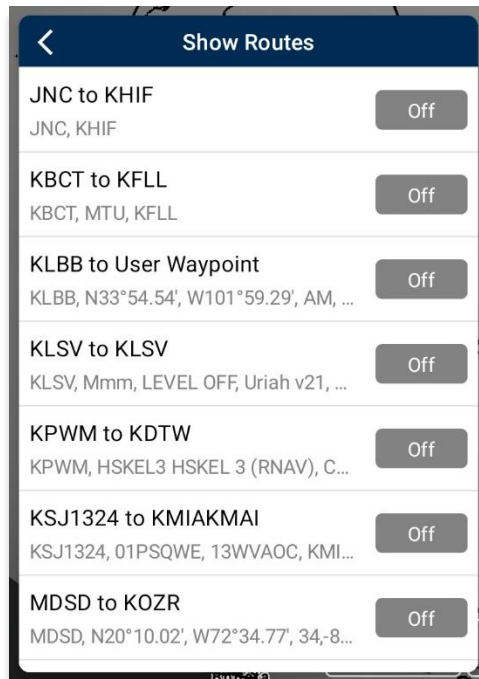 Show Routes
JNC to KHIF
JNC, KHIF
Off
KBCT to KFLL
KBCT, MTU, KFLL
Off
KLBB to User Waypoint
KLBB, N33°54.54', W101°59.29', AM, ...
Off
KLSV to KLSV
KLSV, Mmm, LEVEL OFF, Uriah v21, ...
Off
KPWM to KDTW
KPWM, HSKEL3 HSKEL 3 (RNAV), C...
Off
KSJ1324 to KMIAKMAI
KSJ1324, 01PSQWE, 13WVAOC, KMI...
Off
MDSD to KOZR
MDSD, N20°10.02', W72°34.77', 34,-8...
Off